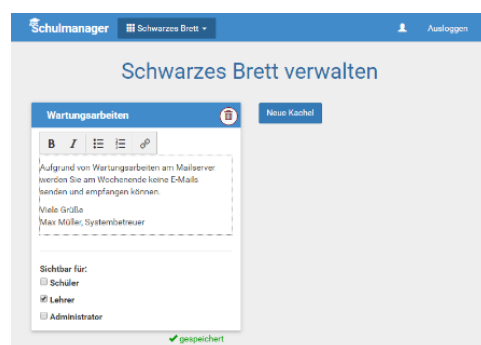 Schulmanager
Schwarzes Brett
Ausloggen
Schwarzes Brett verwalten
Wartungsarbeiten
Neue Kachel
B I
Aufgrund von Wartungsarbeiten am Mailserver
werden Sie am Wochenende keine E-Mails
senden und empfangen können.
Viele Grüße
Max Müller, Systembetreuer
Sichtbar für:
Schüler
Lehrer
Administrator
gespeichert